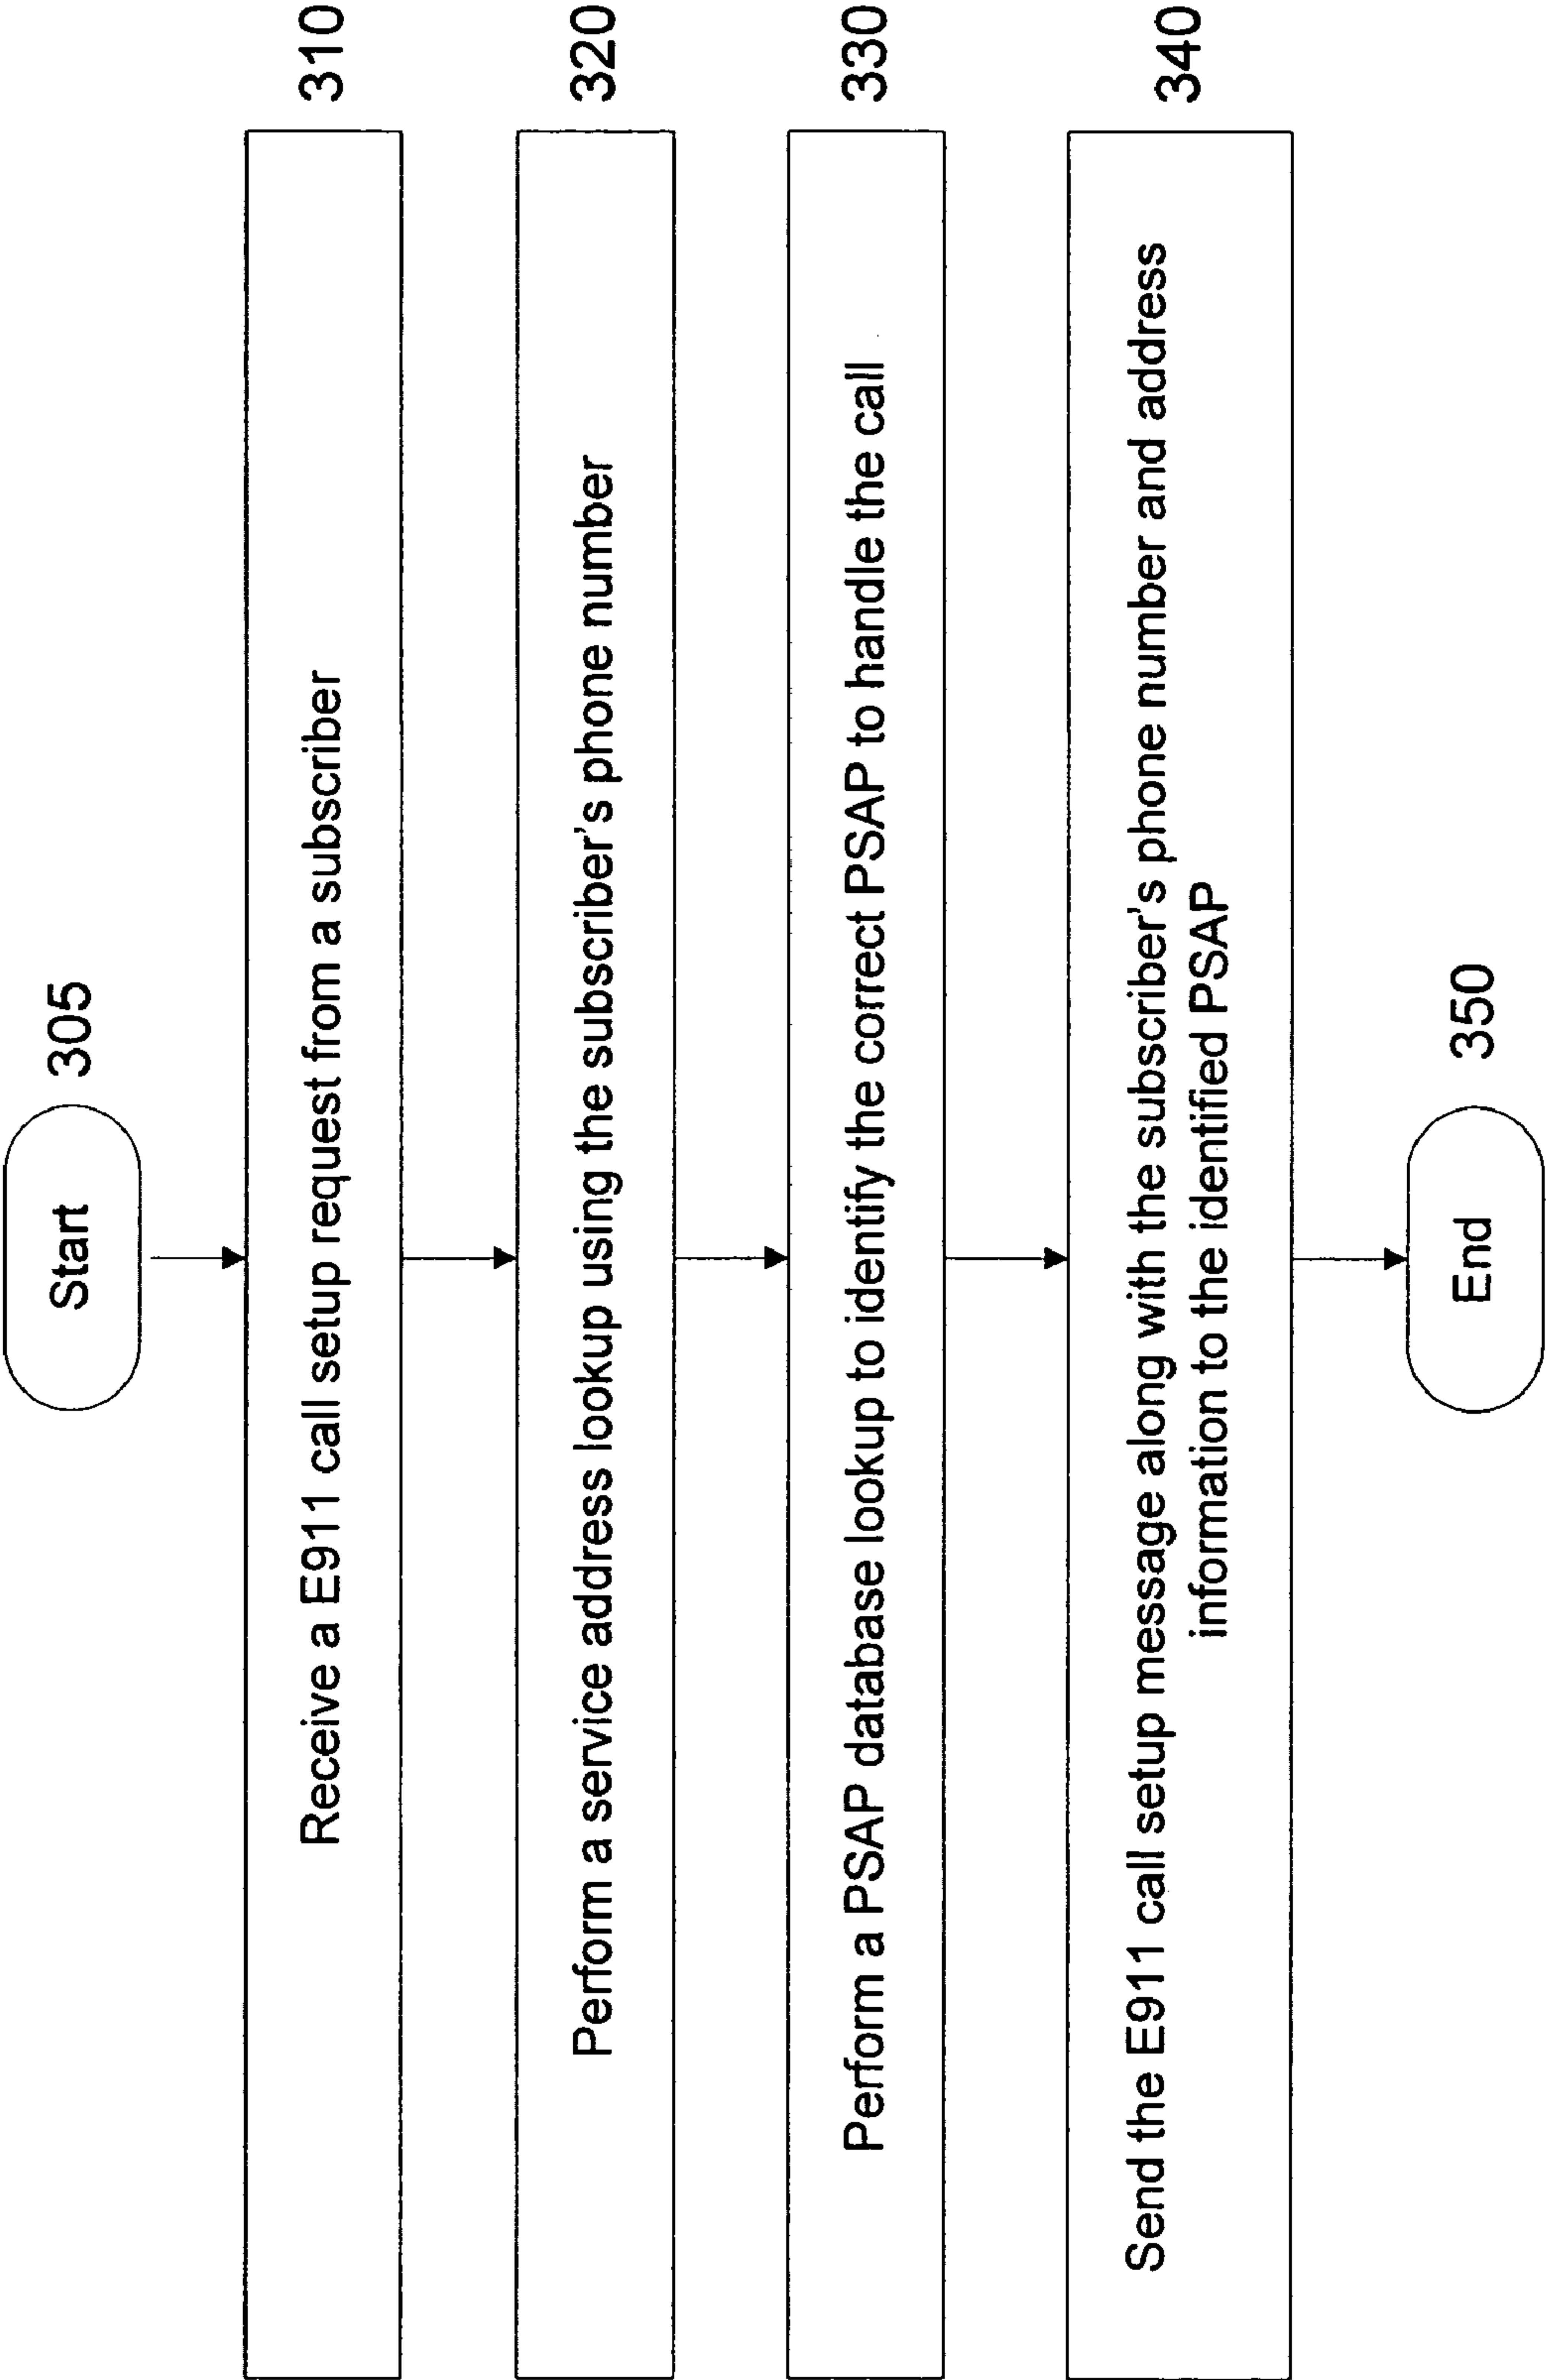 Start 305
Receive a E911 call setup request from a subscriber 310
Perform a service address lookup using the subscriber's phone number 320
Perform a PSAP database lookup to identify the correct PSAP to handle the call 330
Send the E911 call setup message along with the subscriber's phone number and address 340
information to the identified PSAP
End 350